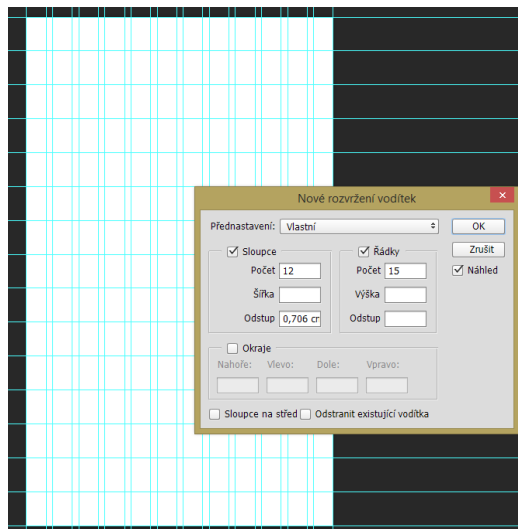 Nové rozvržení vodítek
Přednastavení: Vlastní OK
Sloupce Řádky Zrušit
Počet 12 Počet 15 Náhled
Šířka Výška
Odstup 0,706 cr Odstup
Okraje
Nahoře: Vlevo: Dole: Vpravo:
Sloupce na střed Odstranit existující vodítka